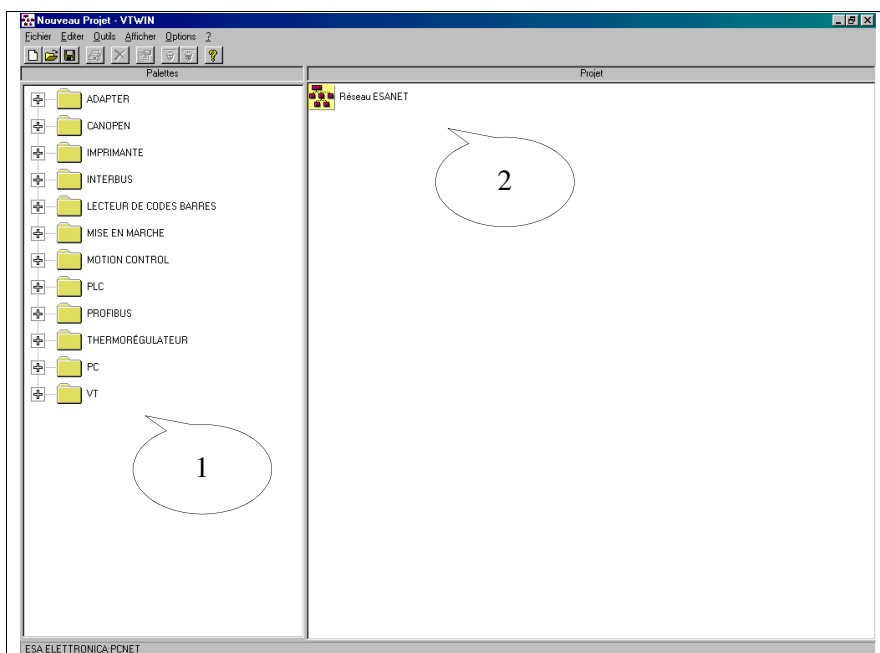 Nouveau Projet - VTWIN
Fichier Editer Outils Afficher Options ?
Palettes
Projet
ADAPTER
CANOPEN
IMPRIMANTE
INTERBUS
LECTEUR DE CODES BARRES
MISE EN MARCHE
MOTION CONTROL
PLC
PROFIBUS
THERMORÉGULATEUR
PC
VT
1
Réseau ESANET
2
ESA ELETTRONICA:PCNET